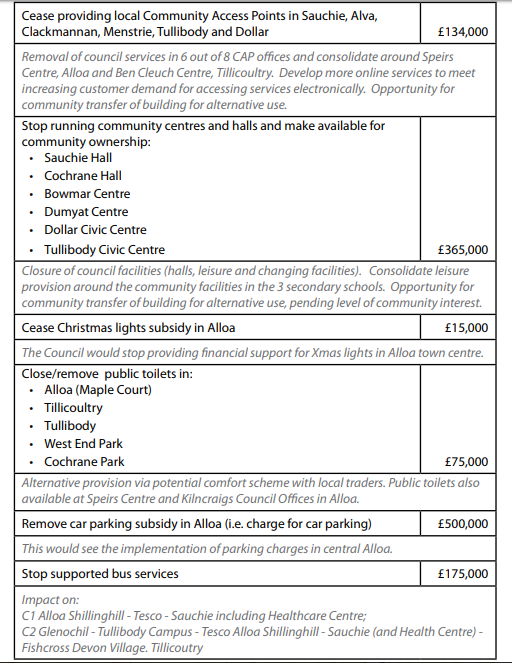 Cease providing local Community Access Points in Sauchie, Alva,
Clackmannan, Menstrie, Tullibody and Dollar
£134,000
Removal of council services in 6 out of 8 CAP offices and consolidate around Speirs
Centre, Alloa and Ben Cleuch Centre, Tillicoultry. Develop more online services to meet
increasing customer demand for accessing services electronically. Opportunity for
community transfer of building for alternative use.
Stop running community centres and halls and make available for
community ownership:
• Sauchie Hall
• Cochrane Hall
• Bowmar Centre
• Dumyat Centre
• Dollar Civic Centre
• Tullibody Civic Centre
£365,000
Closure of council facilities (halls, leisure and changing facilities). Consolidate leisure
provision around the community facilities in the 3 secondary schools. Opportunity for
community transfer of building for alternative use, pending level of community interest.
Cease Christmas lights subsidy in Alloa
£15,000
The Council would stop providing financial support for Xmas lights in Alloa town centre.
Close/remove public toilets in:
• Alloa (Maple Court)
• Tillicoultry
• Tullibody
• West End Park
• Cochrane Park
£75,000
Alternative provision via potential comfort scheme with local traders. Public toilets also
available at Speirs Centre and Kilncraigs Council Offices in Alloa.
Remove car parking subsidy in Alloa (i.e. charge for car parking)
£500,000
This would see the implementation of parking charges in central Alloa.
Stop supported bus services
£175,000
Impact on:
C1 Alloa Shillinghill - Tesco - Sauchie including Healthcare Centre;
C2 Glenochil - Tullibody Campus - Tesco Alloa Shillinghill - Sauchie (and Health Centre) -
Fishcross Devon Village. Tillicoutry